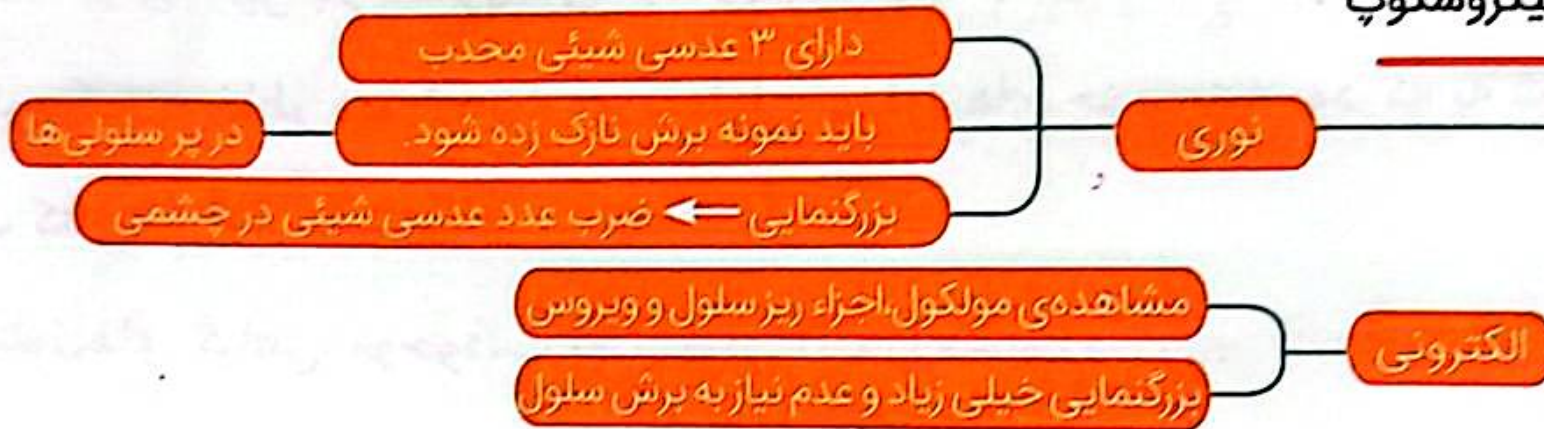 نوری
دارای ۳ عدسی شیئی محدب
باید نمونه برش نازک زده شود.
در پر سلولی‌ها
بزرگنمایی ← ضرب عدد عدسی شیئی در چشمی
الکترونی
مشاهده‌ی مولکول،اجزاء ریز سلول و ویروس
بزرگنمایی خیلی زیاد و عدم نیاز به برش سلول